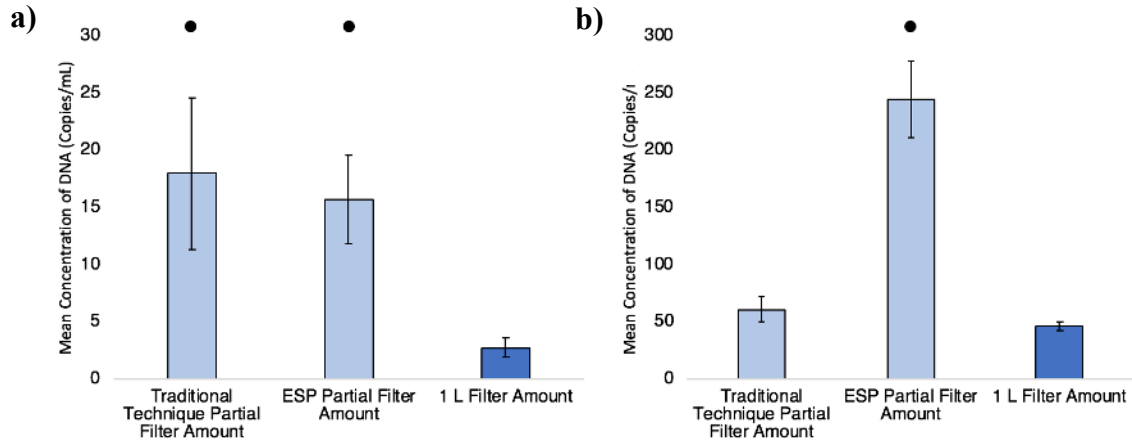 a)
Mean Concentration of DNA (Copies/mL)
30
25
20
15
10
5
0
Traditional
Technique Partial
Filter Amount
ESP Partial Filter
Amount
1 L Filter Amount
b)
Mean Concentration of DNA (Copies/
300
250
200
150
100
50
0
Traditional
Technique Partial
Filter Amount
ESP Partial Filter
Amount
1 L Filter Amount